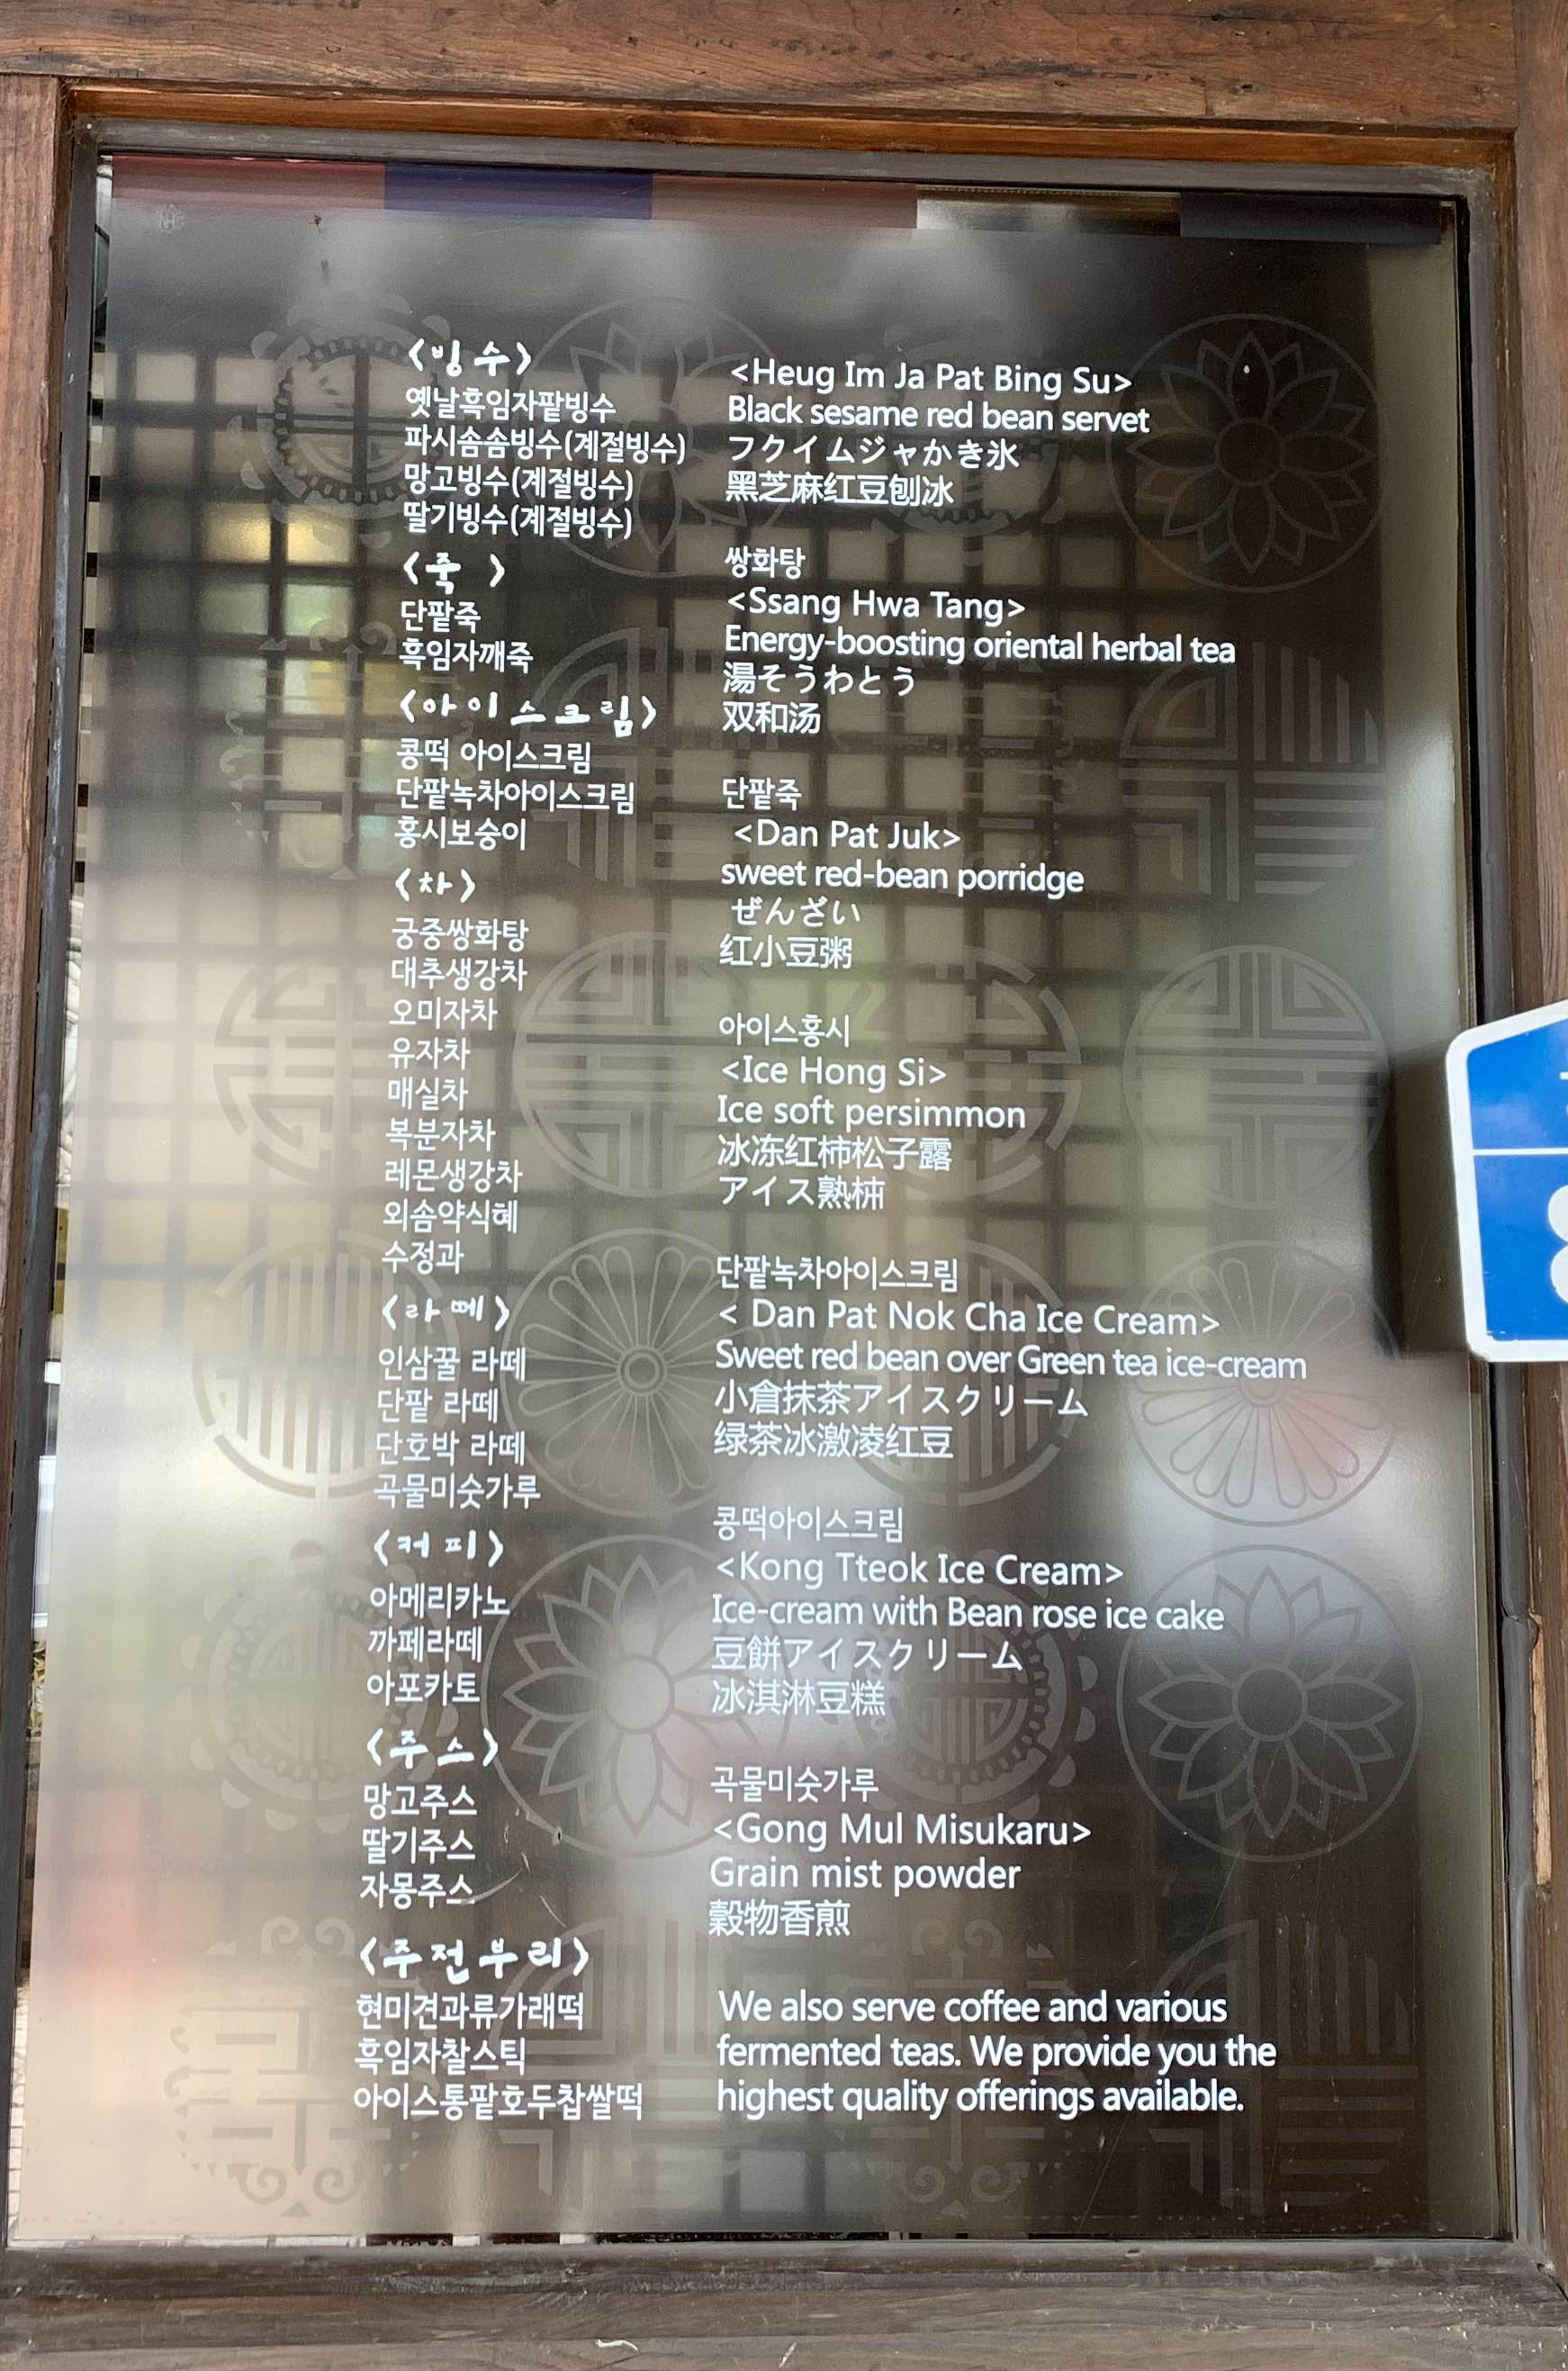 <빙수>
옛날흑임자팥빙수
파시솜솜빙수(계절빙수)
망고빙수(계절빙수)
딸기빙수(계절빙수)
<죽 >
단팥죽
흑임자깨죽
<아이스크림>
콩떡 아이스크림
단팥녹차아이스크림
홍시보숭이
<차>
궁중쌍화탕
대추생강차
오미자차
유자차
매실차
복분자차
레몬생강차
외솜약식혜
수정과
<라떼>
인삼꿀 라떼
단팥 라떼
단호박 라떼
곡물미숫가루
<커피>
아메리카노
까페라떼
아포카토
<주스>
망고주스
딸기주스
자몽주스
<주전부리>
현미견과류가래떡
흑임자찰스틱
아이스통팥호두찹쌀떡
<Heug Im Ja Pat Bing Su>
Black sesame red bean servet
フクイムジャかき氷
黑芝麻红豆刨冰
쌍화탕
<Ssang Hwa Tang>
Energy-boosting oriental herbal tea
湯そうわとう
双和汤
단팥죽
<Dan Pat Juk>
sweet red-bean porridge
ぜんざい
红小豆粥
아이스홍시
<Ice Hong Si>
Ice soft persimmon
冰冻红柿松子露
アイス熟柿
단팥녹차아이스크림
< Dan Pat Nok Cha Ice Cream>
Sweet red bean over Green tea ice-cream
小倉抹茶アイスクリーム
绿茶冰激凌红豆
콩떡아이스크림
<Kong Tteok Ice Cream>
Ice-cream with Bean rose ice cake
豆餅アイスクリーム
冰淇淋豆糕
곡물미숫가루
<Gong Mul Misukaru>
Grain mist powder
穀物香煎
We also serve coffee and various
fermented teas. We provide you the
highest quality offerings available.